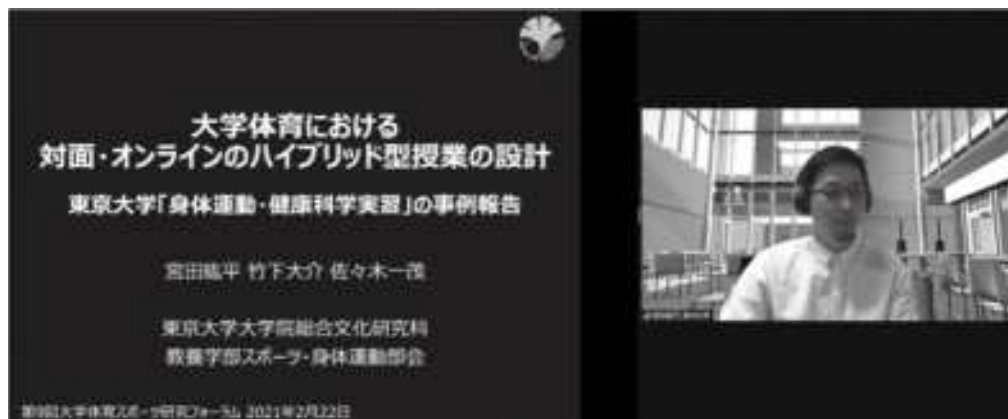 大学体育における
対面・オンラインのハイブリッド型授業の設計
東京大学「身体運動・健康科学実習」の事例報告
宮田紘平 竹下大介 佐々木一茂
東京大学大学院総合文化研究科
教養学部スポーツ・身体運動部会
第9回大学体育スポーツ研究フォーラム 2021年2月22日